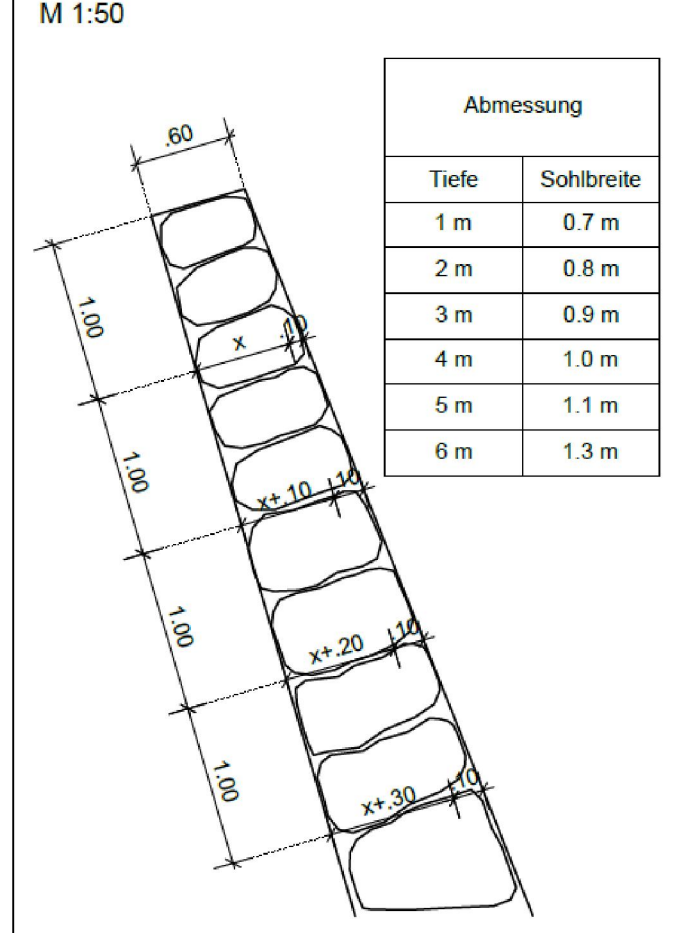 M 1:50
.60
1.00
x
.10
1.00
x+.10
.10
1.00
x+.20
.10
1.00
x+.30
.10
Abmessung
Tiefe Sohlbreite
1 m 0.7 m
2 m 0.8 m
3 m 0.9 m
4 m 1.0 m
5 m 1.1 m
6 m 1.3 m